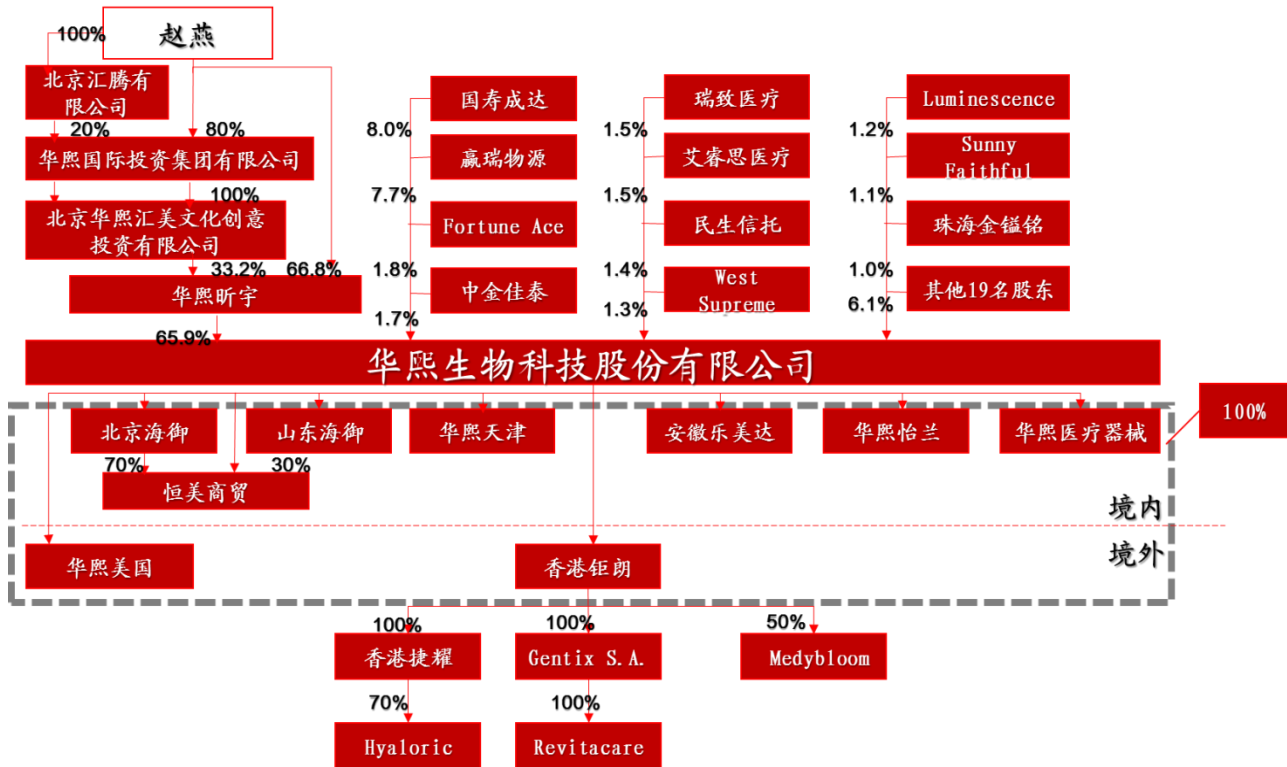 赵燕
100%
北京汇腾有
限公司
20%
80%
华熙国际投资集团有限公司
100%
北京华熙汇美文化创意
投资有限公司
33.2%
66.8%
华熙昕宇
65.9%
国寿成达
8.0%
赢瑞物源
7.7%
Fortune Ace
1.8%
中金佳泰
1.7%
瑞致医疗
1.5%
艾睿思医疗
1.5%
民生信托
1.4%
West
Supreme
1.3%
Luminescence
1.2%
Sunny
Faithful
1.1%
珠海金镒铭
1.0%
其他19名股东
6.1%
华熙生物科技股份有限公司
100%
北京海御
山东海御
华熙天津
安徽乐美达
华熙怡兰
华熙医疗器械
70%
30%
恒美商贸
境内
境外
华熙美国
香港钜朗
100%
100%
50%
香港捷耀
Gentix S.A.
Medybloom
70%
100%
Hyaloric
Revitacare